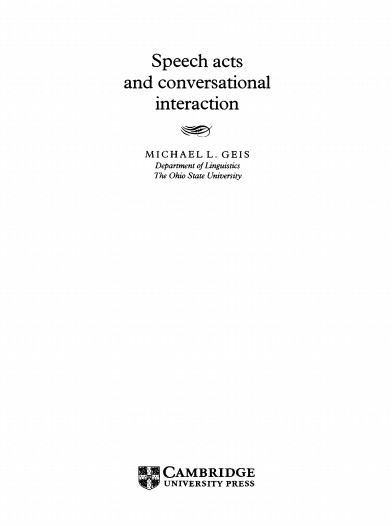 Speech acts
and conversational
interaction
MICHAEL L. GEIS
Department of Linguistics
The Ohio State University
CAMBRIDGE
UNIVERSITY PRESS